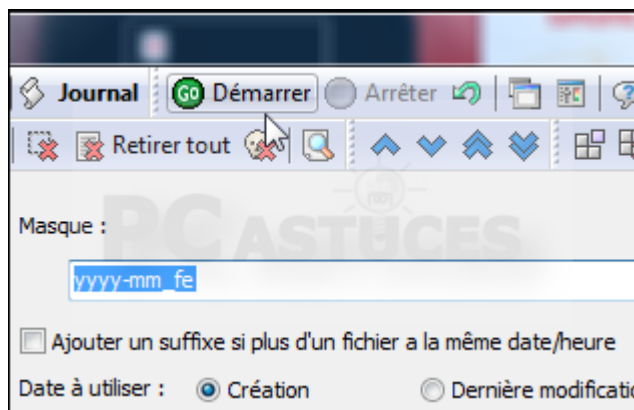 Journal GO Démarrer Arrêter
Retirer tout
PC ASTUCES
Masque :
yyyy-mm_fe
Ajouter un suffixe si plus d'un fichier a la même date/heure
Date à utiliser : Création Dernière modificatio